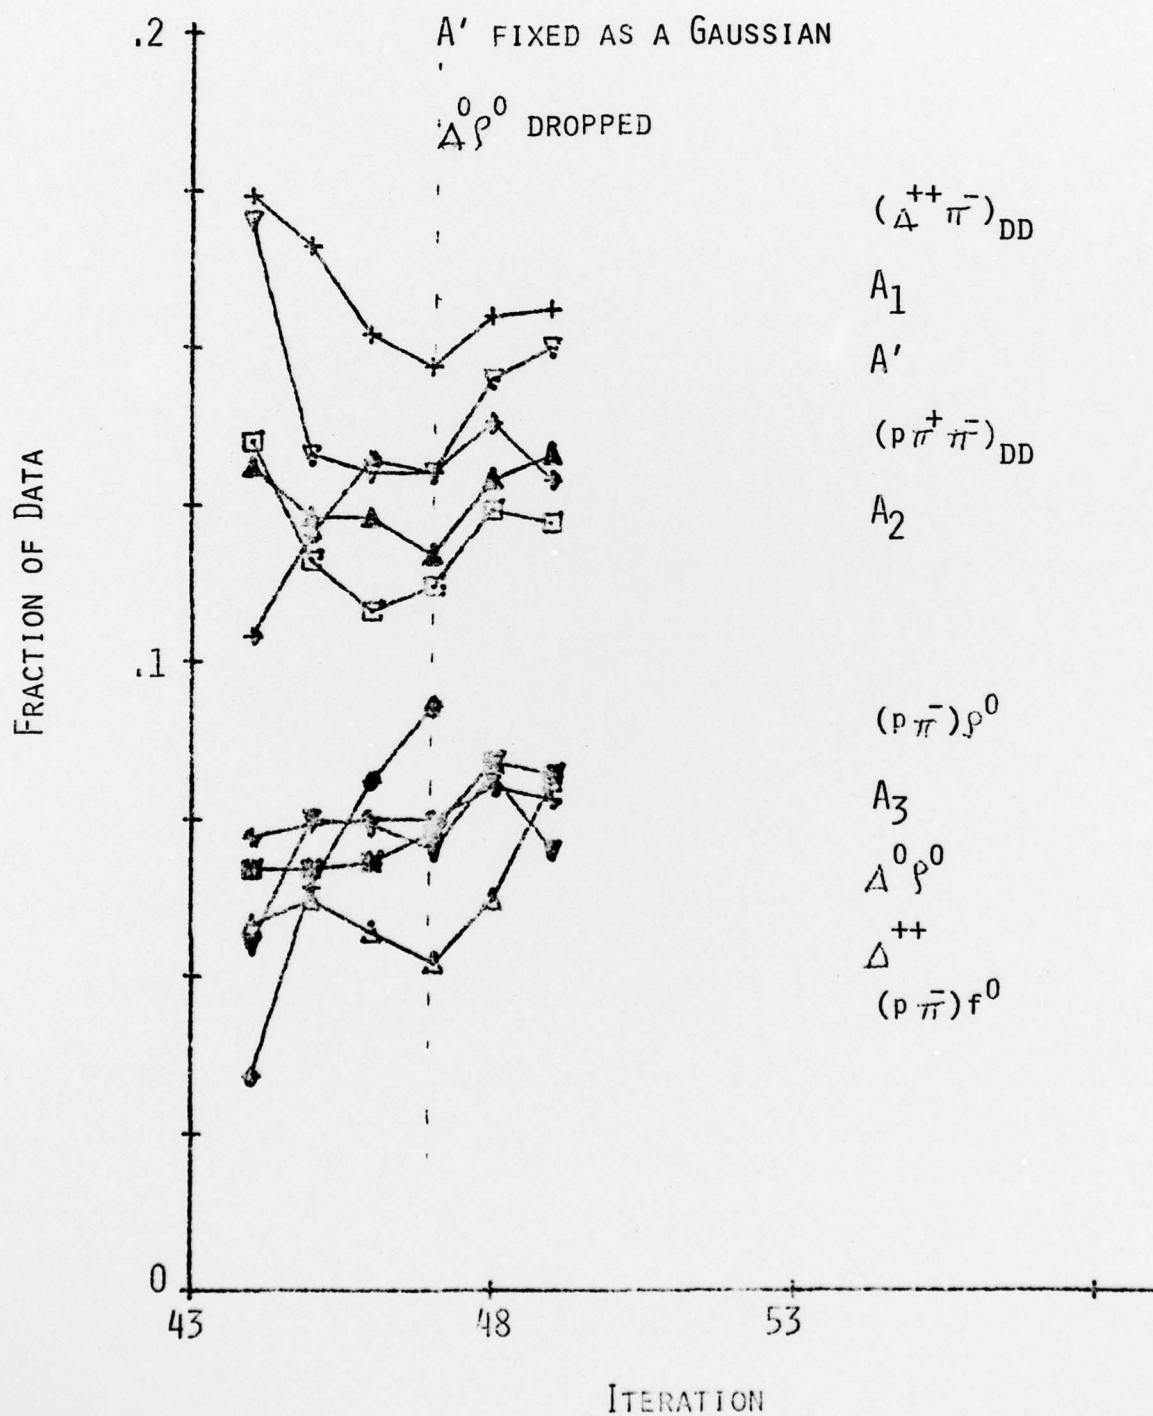 .2
A′ FIXED AS A GAUSSIAN
Δ⁰ρ⁰ DROPPED
(Δ⁺⁺π⁻)DD
A₁
A′
(pπ⁺π⁻)DD
A₂
FRACTION OF DATA
.1
(pπ⁻)ρ⁰
A₃
Δ⁰ρ⁰
Δ⁺⁺
(pπ⁻)f⁰
0
43 48 53
ITERATION